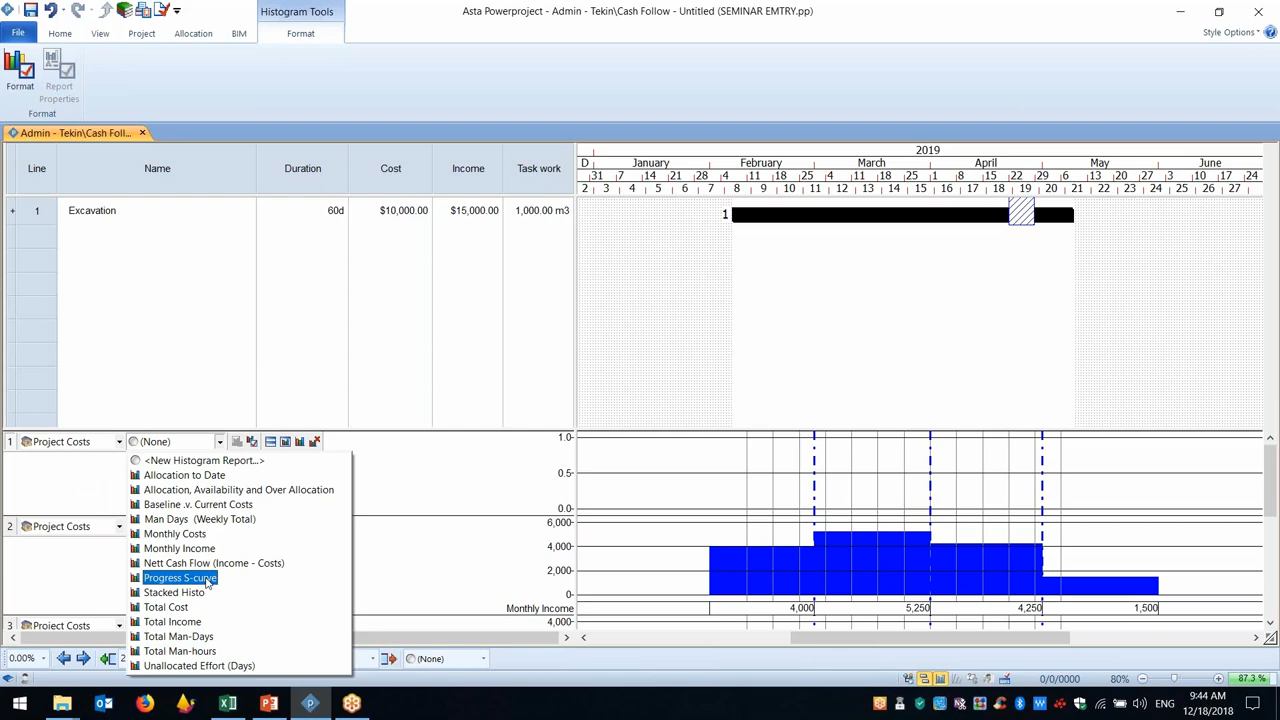 Histogram Tools
Asta Powerproject - Admin - Tekin\Cash Follow - Untitled (SEMINAR EMTRY.pp)
File Home View Project Allocation BIM Format
Style Options
Format
Report Properties
Format
Admin - Tekin\Cash Foll...
Line Name Duration Cost Income Task work
2019
D January February March April May June
31 7 14 21 28 4 11 18 25 4 11 18 25 1 8 15 22 29 6 13 20 27 3 10 17 24
2 3 4 5 6 7 8 9 10 11 12 13 14 15 16 17 18 19 20 21 22 23 24 25 26 27
+ 1 Excavation 60d $10,000.00 $15,000.00 1,000.00 m3
1
1 Project Costs (None)
1.0
0.5
0.0
<New Histogram Report...>
Allocation to Date
Allocation, Availability and Over Allocation
Baseline .v. Current Costs
Man Days (Weekly Total)
Monthly Costs
Monthly Income
Nett Cash Flow (Income - Costs)
Progress S-curve
Stacked Histo
Total Cost
Total Income
Total Man-Days
Total Man-hours
Unallocated Effort (Days)
2 Project Costs
6,000
4,000
2,000
0
Monthly Income 4,000 5,250 4,250 1,500
3 Project Costs
4,000
0.00% 2 (None)
0/0/0000 80% 87.3 %
ENG 9:44 AM
12/18/2018